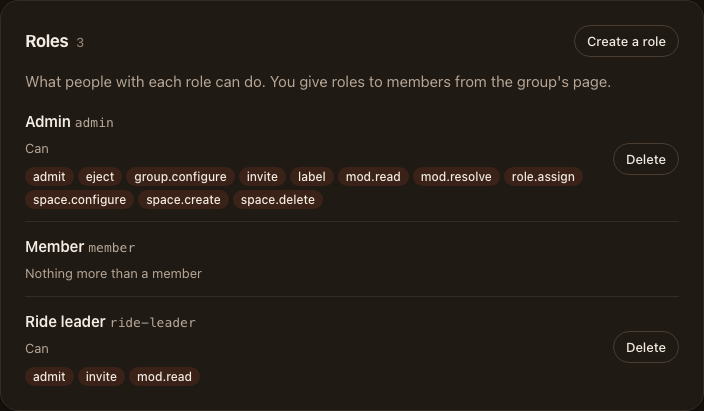 Roles 3
Create a role
What people with each role can do. You give roles to members from the group's page.
Admin admin
Can
admit eject group.configure invite label mod.read mod.resolve role.assign
space.configure space.create space.delete
Delete
Member member
Nothing more than a member
Ride leader ride-leader
Can
admit invite mod.read
Delete